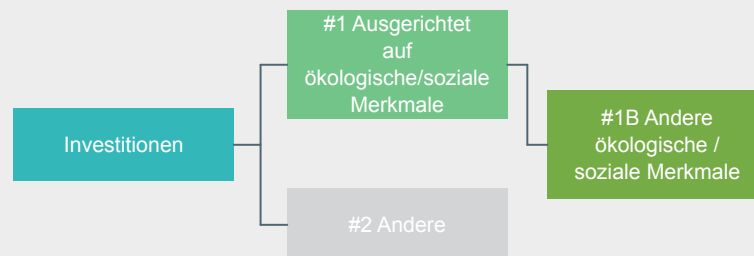 #1 Ausgerichtet
auf
ökologische/soziale
Merkmale
Investitionen
#1B Andere
ökologische /
soziale Merkmale
#2 Andere